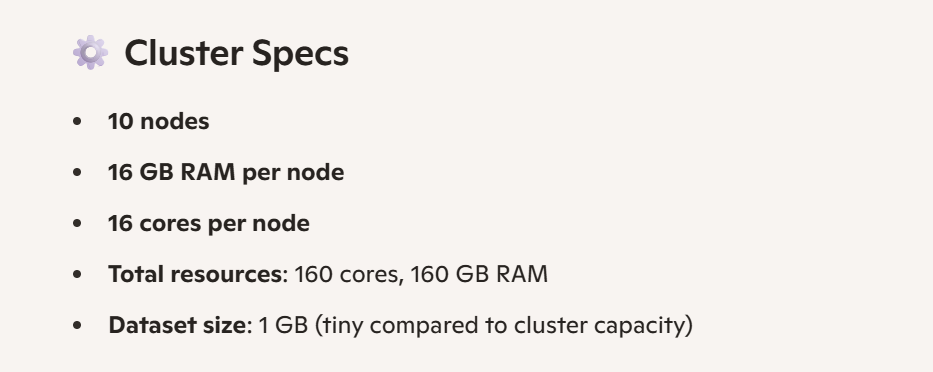 Cluster Specs
• 10 nodes
• 16 GB RAM per node
• 16 cores per node
• Total resources: 160 cores, 160 GB RAM
• Dataset size: 1 GB (tiny compared to cluster capacity)